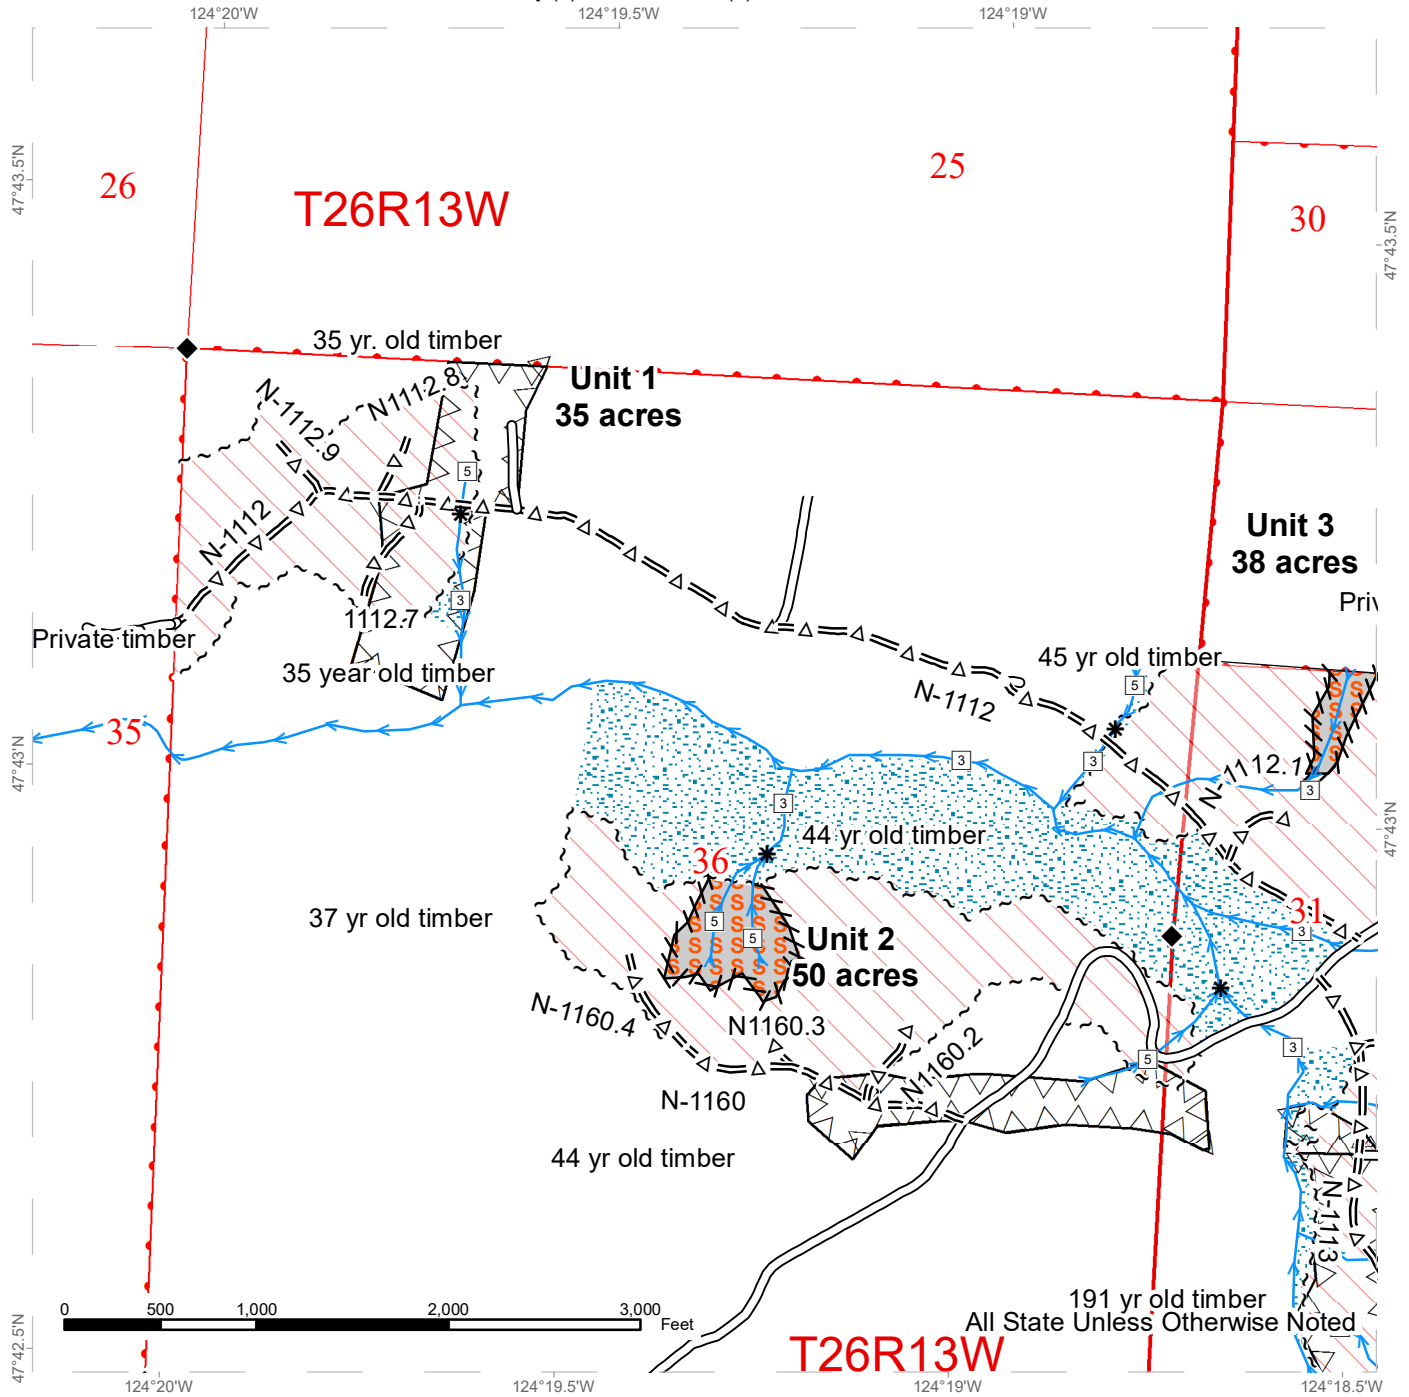 124°20'W
124°19.5'W
124°19'W
47°43.5'N
26
25
T26R13W
30
47°43.5'N
35 yr. old timber
Unit 1
35 acres
N-1112.9
N1112.8
5
N-1112
Unit 3
38 acres
3
1112.7
Priv
Private timber
35 year old timber
45 yr old timber
5
N-1112
35
47°43'N
3
3
N-1112.1
3
3
44 yr old timber
47°43'N
36
37 yr old timber
5
5
Unit 2
50 acres
31
3
N-1160.4
N1160.3
N1160.2
5
3
N-1160
44 yr old timber
N-1113
191 yr old timber
All State Unless Otherwise Noted
0
500
1,000
2,000
3,000
Feet
T26R13W
47°42.5'N
124°20'W
124°19.5'W
124°19'W
124°18.5'W
S S S S S S S S S S
S S S S S S S S S S S S S S S S S S